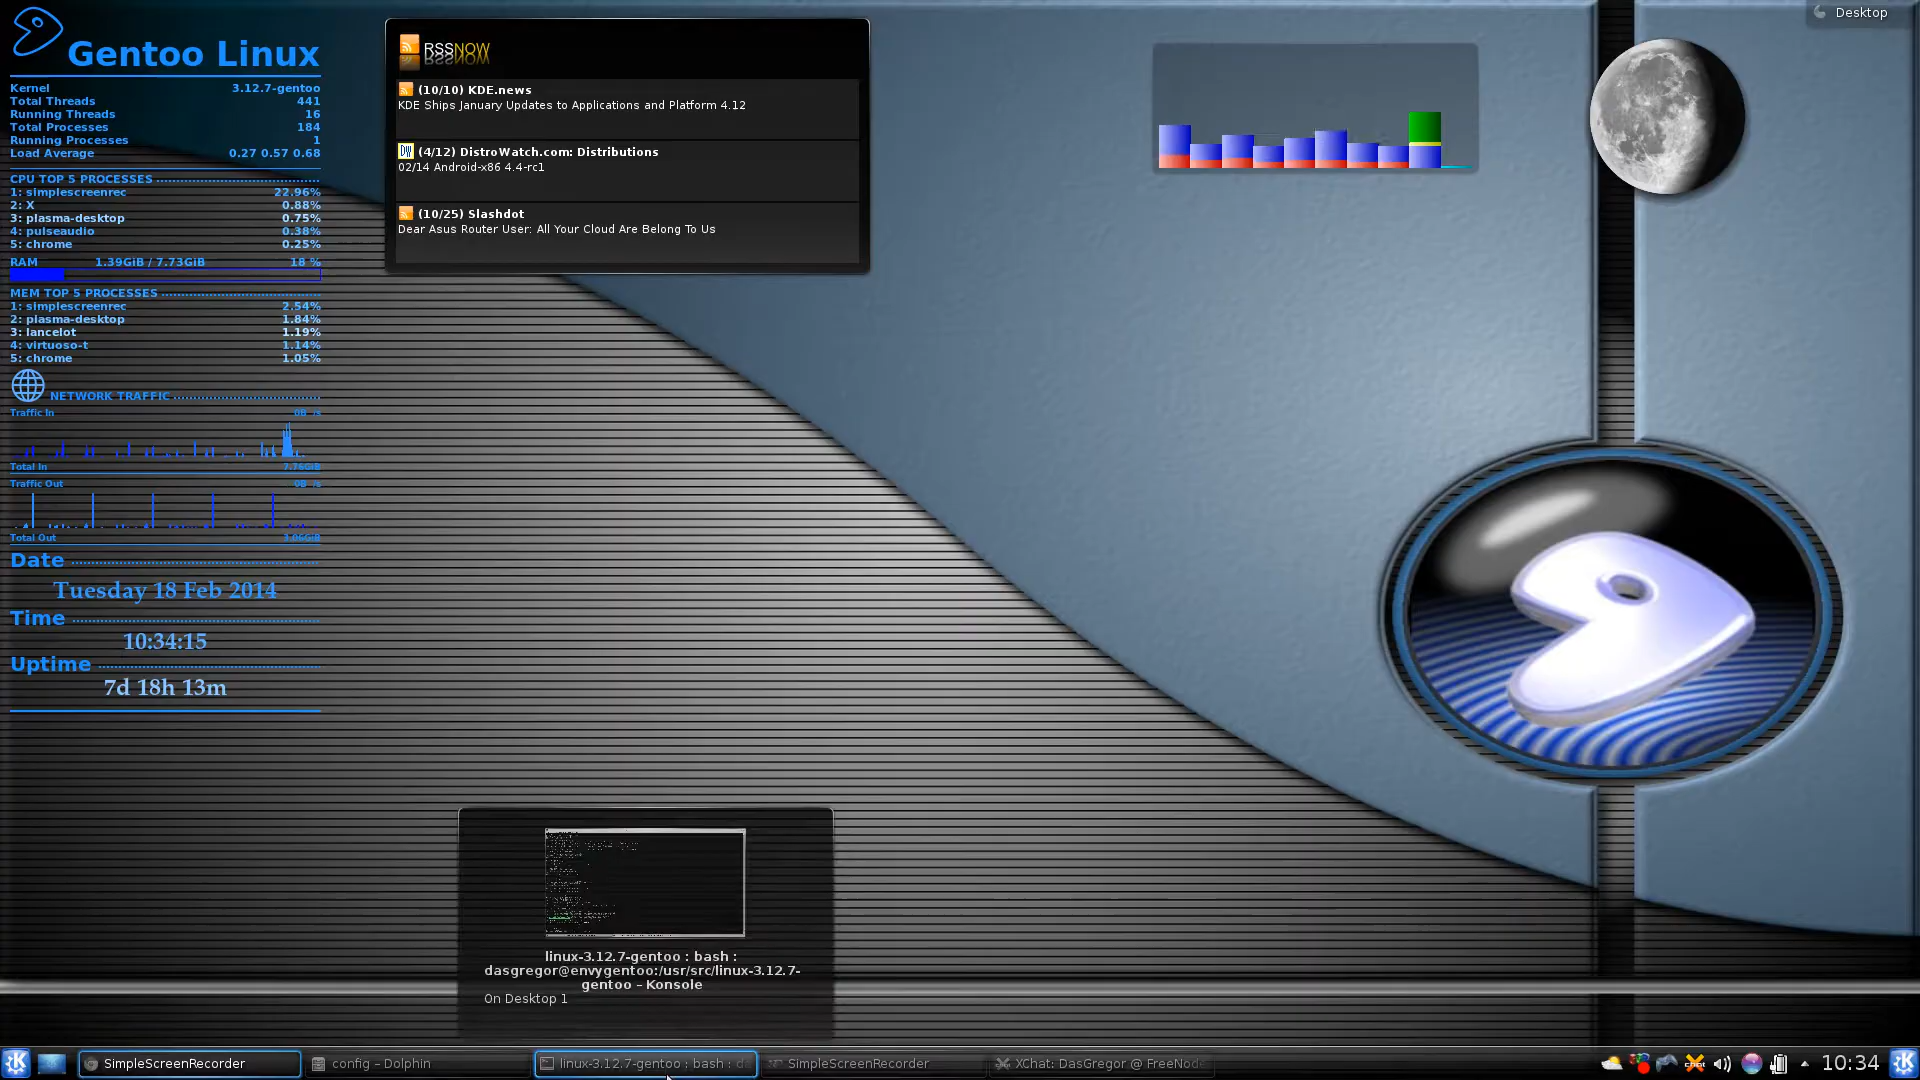 Gentoo Linux
Kernel 3.12.7-gentoo
Total Threads 441
Running Threads 16
Total Processes 184
Running Processes 1
Load Average 0.27 0.57 0.68
CPU TOP 5 PROCESSES
1: simplescreenrec 22.96%
2: X 0.88%
3: plasma-desktop 0.75%
4: pulseaudio 0.38%
5: chrome 0.25%
RAM 1.39GiB / 7.73GiB 18 %
MEM TOP 5 PROCESSES
1: simplescreenrec 2.54%
2: plasma-desktop 1.84%
3: lancelot 1.19%
4: virtuoso-t 1.14%
5: chrome 1.05%
NETWORK TRAFFIC
Traffic In 0B /s
Total In 7.76GiB
Traffic Out 0B /s
Total Out 3.06GiB
Date
Tuesday 18 Feb 2014
Time
10:34:15
Uptime
7d 18h 13m
RSSNOW
(10/10) KDE.news
KDE Ships January Updates to Applications and Platform 4.12
DW (4/12) DistroWatch.com: Distributions
02/14 Android-x86 4.4-rc1
(10/25) Slashdot
Dear Asus Router User: All Your Cloud Are Belong To Us
Desktop
linux-3.12.7-gentoo : bash :
dasgregor@envygentoo:/usr/src/linux-3.12.7-
gentoo – Konsole
On Desktop 1
SimpleScreenRecorder
config – Dolphin
linux-3.12.7-gentoo : bash : d
SimpleScreenRecorder
XChat: DasGregor @ FreeNode
10:34